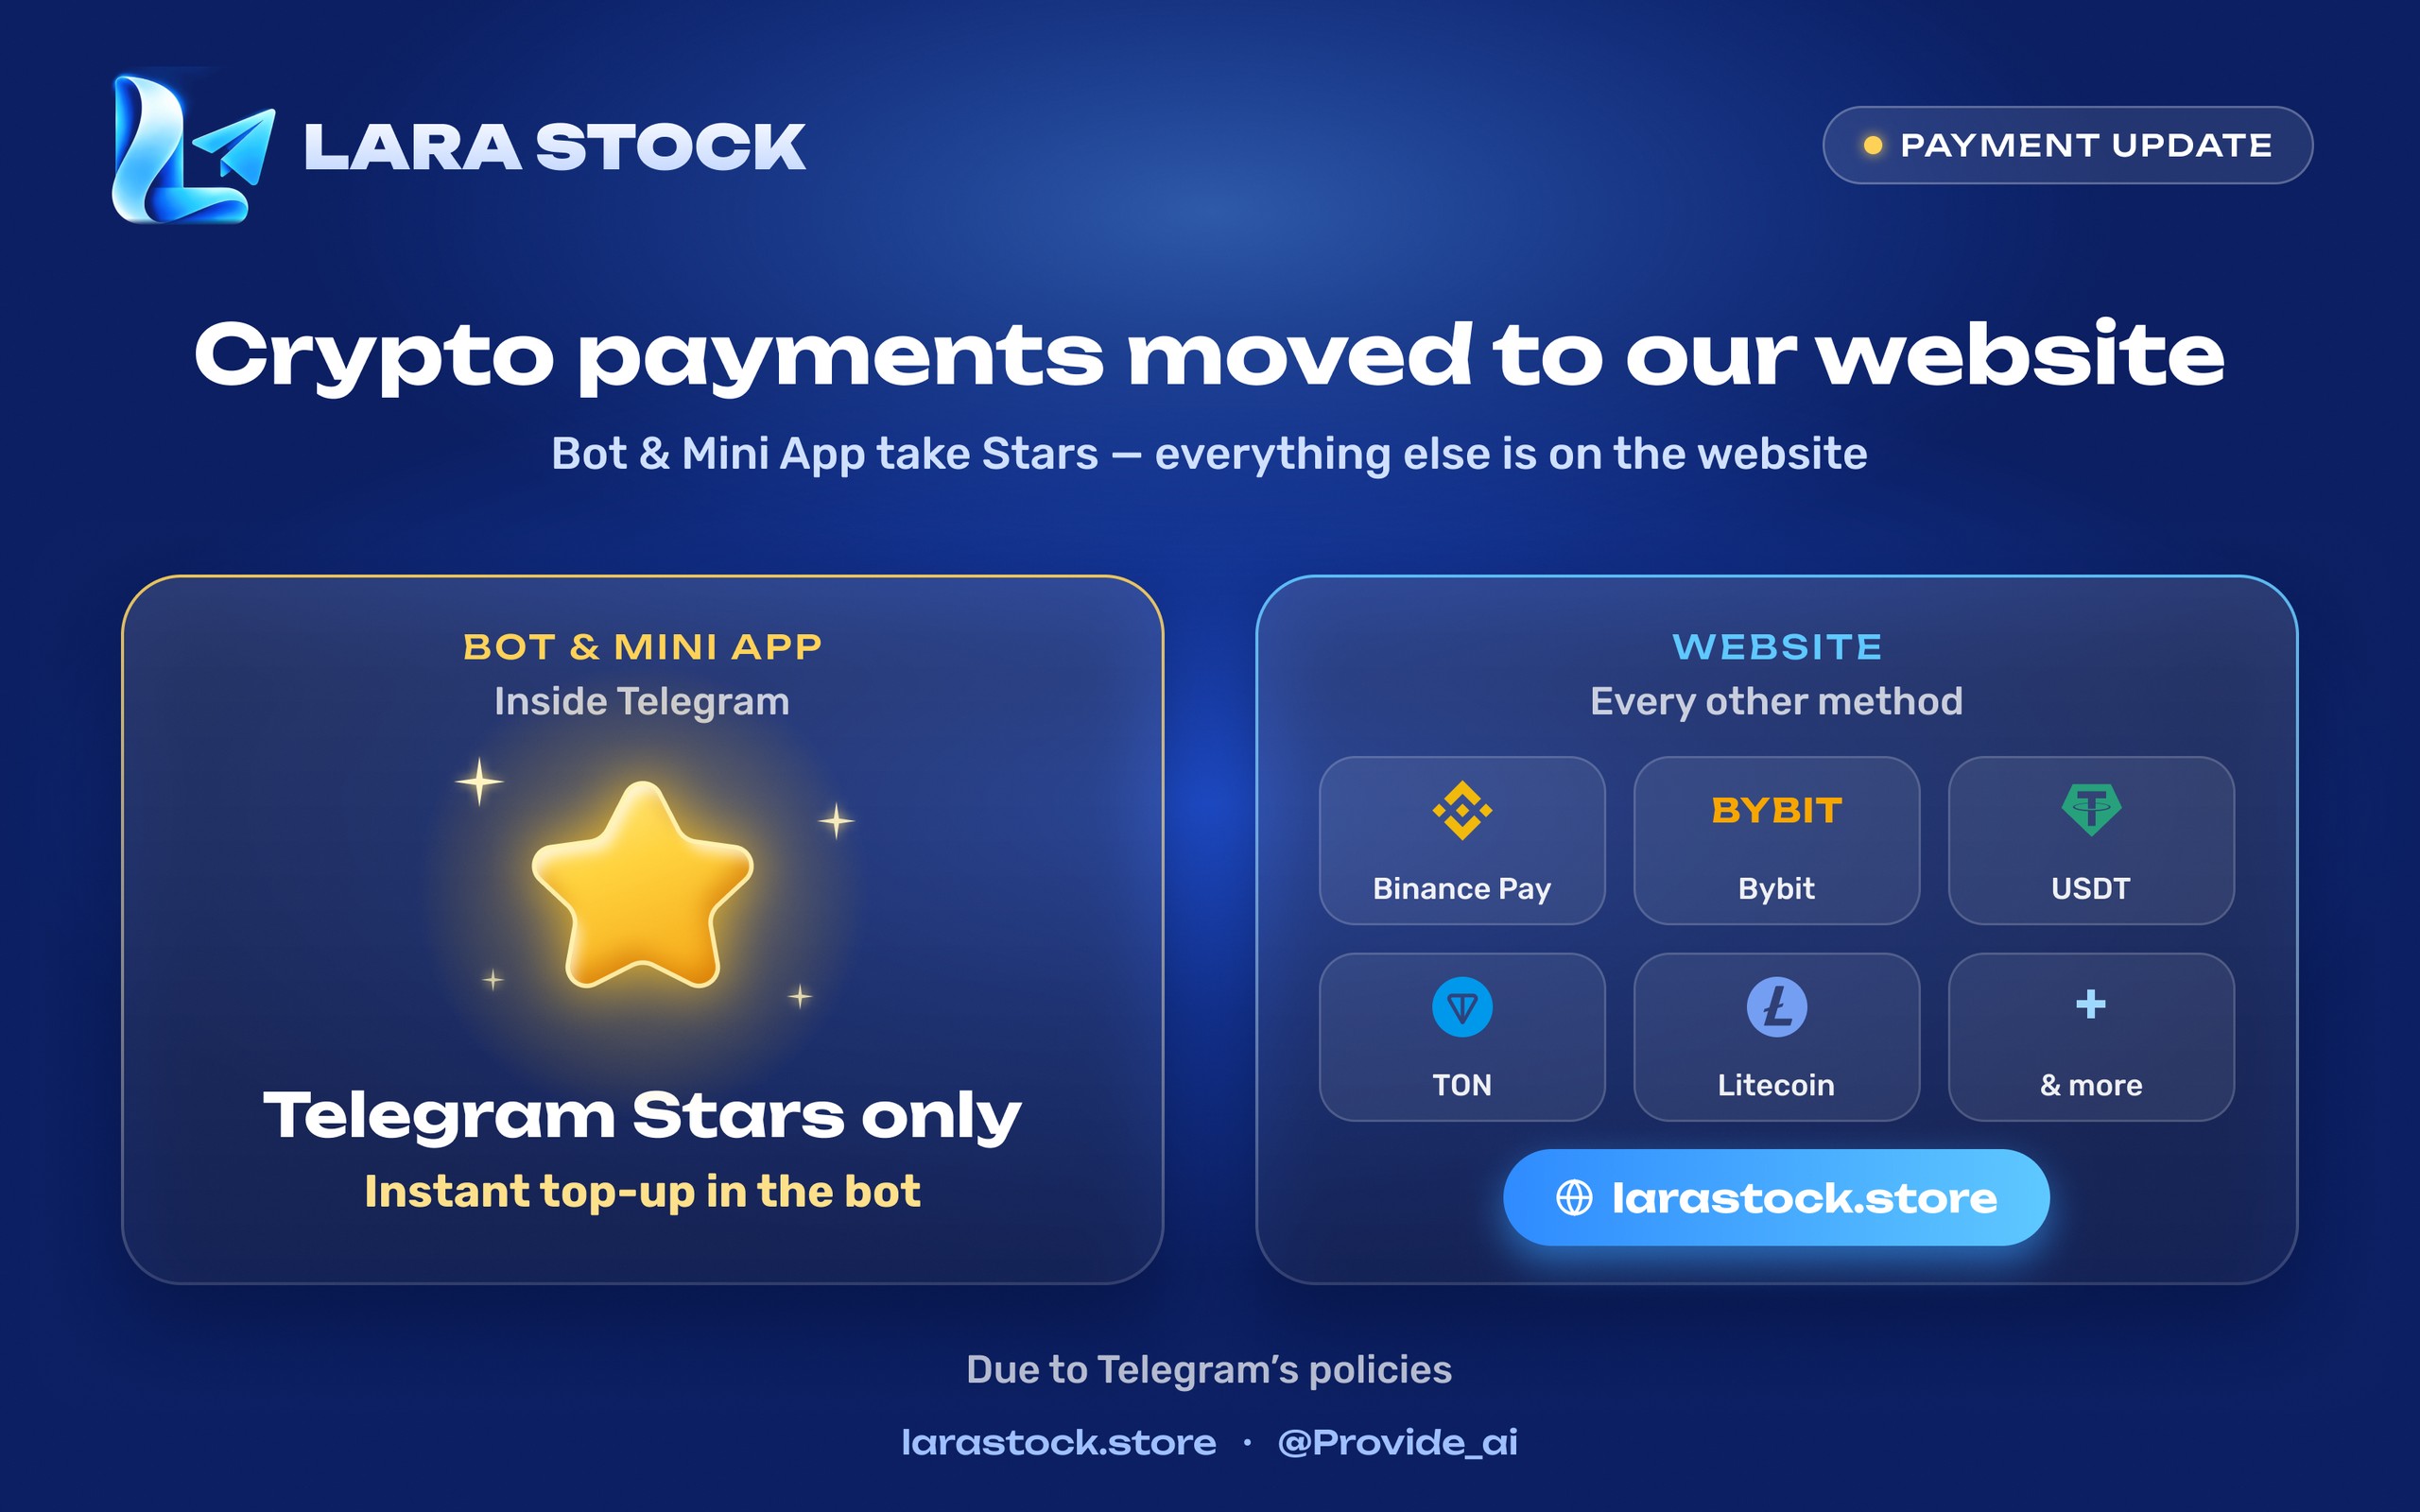 LARA STOCK
PAYMENT UPDATE
Crypto payments moved to our website
Bot & Mini App take Stars — everything else is on the website
BOT & MINI APP
Inside Telegram
Telegram Stars only
Instant top-up in the bot
WEBSITE
Every other method
Binance Pay
BYBIT
Bybit
USDT
TON
Litecoin
+
& more
larastock.store
Due to Telegram’s policies
larastock.store · @Provide_ai